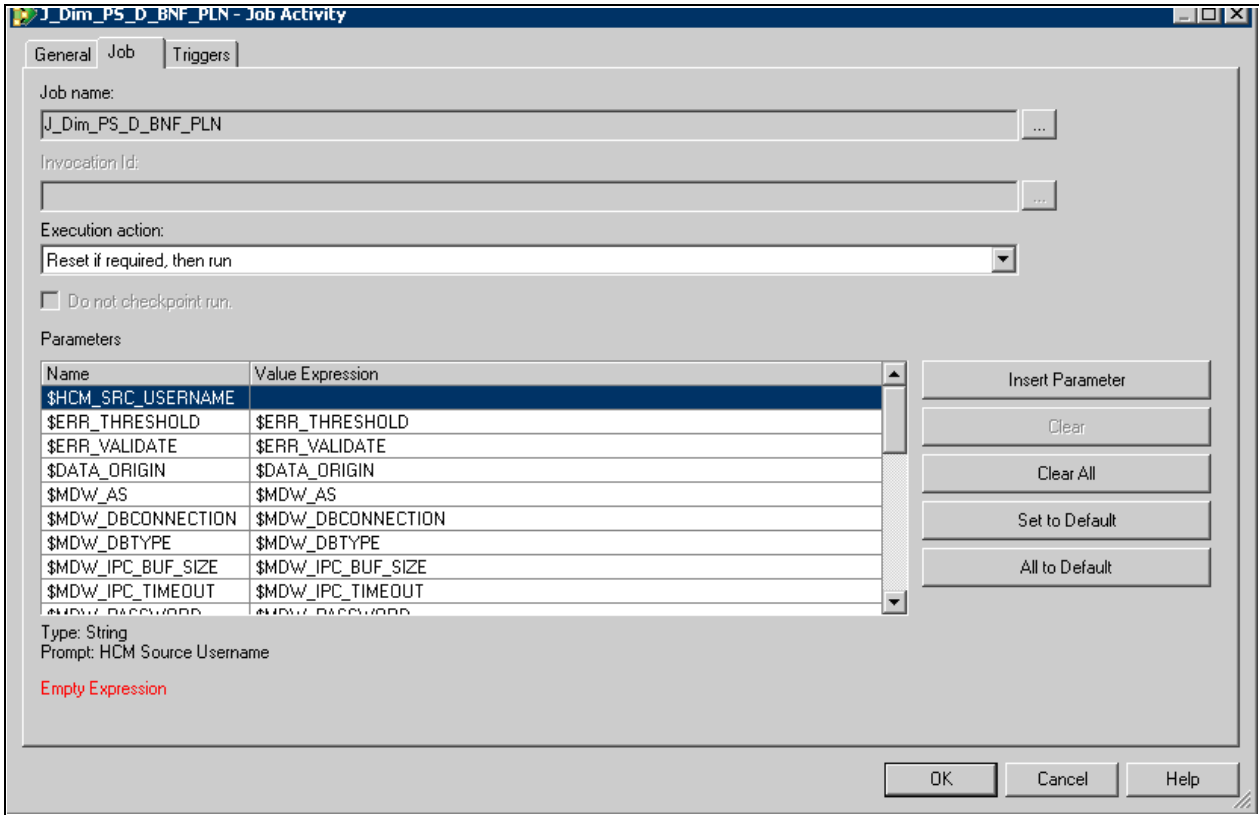 J_Dim_PS_D_BNF_PLN - Job Activity
General Job Triggers
Job name:
J_Dim_PS_D_BNF_PLN ...
Invocation Id:
...
Execution action:
Reset if required, then run
Do not checkpoint run.
Parameters
Name Value Expression
$HCM_SRC_USERNAME
$ERR_THRESHOLD $ERR_THRESHOLD
$ERR_VALIDATE $ERR_VALIDATE
$DATA_ORIGIN $DATA_ORIGIN
$MDW_AS $MDW_AS
$MDW_DBCONNECTION $MDW_DBCONNECTION
$MDW_DBTYPE $MDW_DBTYPE
$MDW_IPC_BUF_SIZE $MDW_IPC_BUF_SIZE
$MDW_IPC_TIMEOUT $MDW_IPC_TIMEOUT
$MDW_PASSWORD $MDW_PASSWORD
Insert Parameter
Clear
Clear All
Set to Default
All to Default
Type: String
Prompt: HCM Source Username
Empty Expression
OK Cancel Help